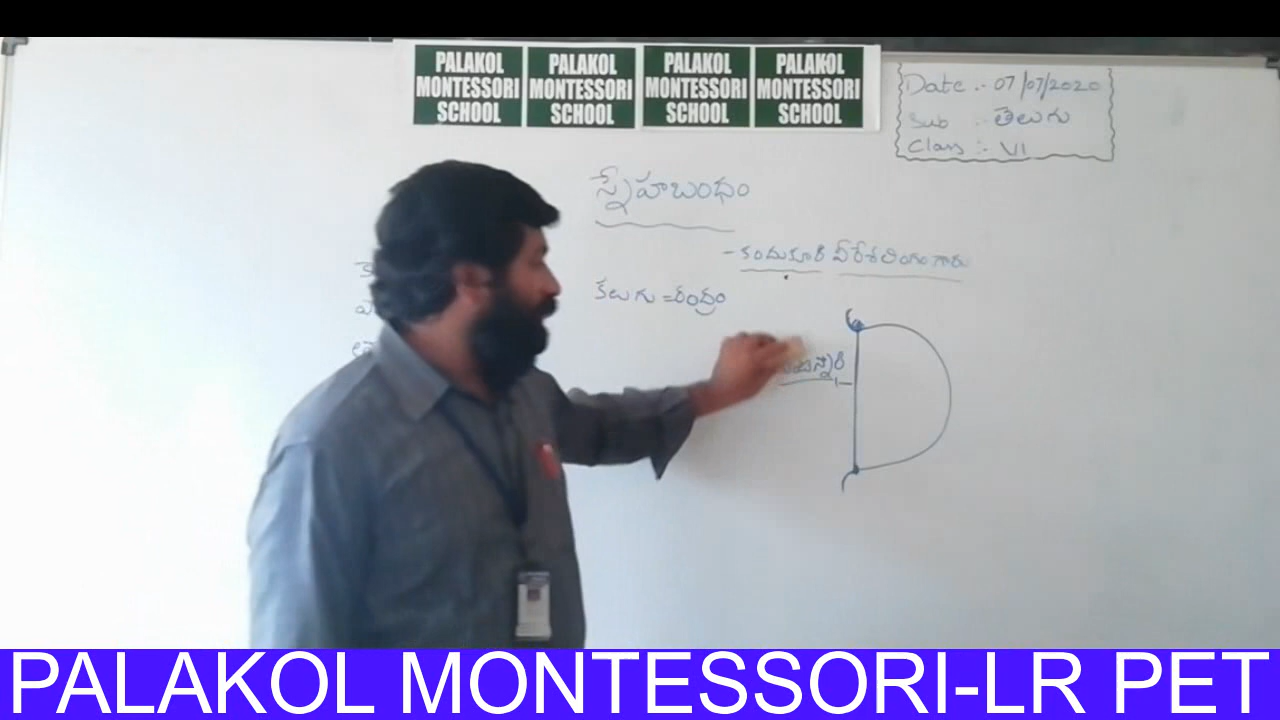 PALAKOL MONTESSORI SCHOOL
PALAKOL MONTESSORI SCHOOL
PALAKOL MONTESSORI SCHOOL
PALAKOL MONTESSORI SCHOOL
Date :- 07/07/2020
Sub :- తెలుగు
Class :- VI
స్నేహబంధం
- కందుకూరి వీరేశలింగం గారు
కలుగు =రంధ్రం
PALAKOL MONTESSORI-LR PET